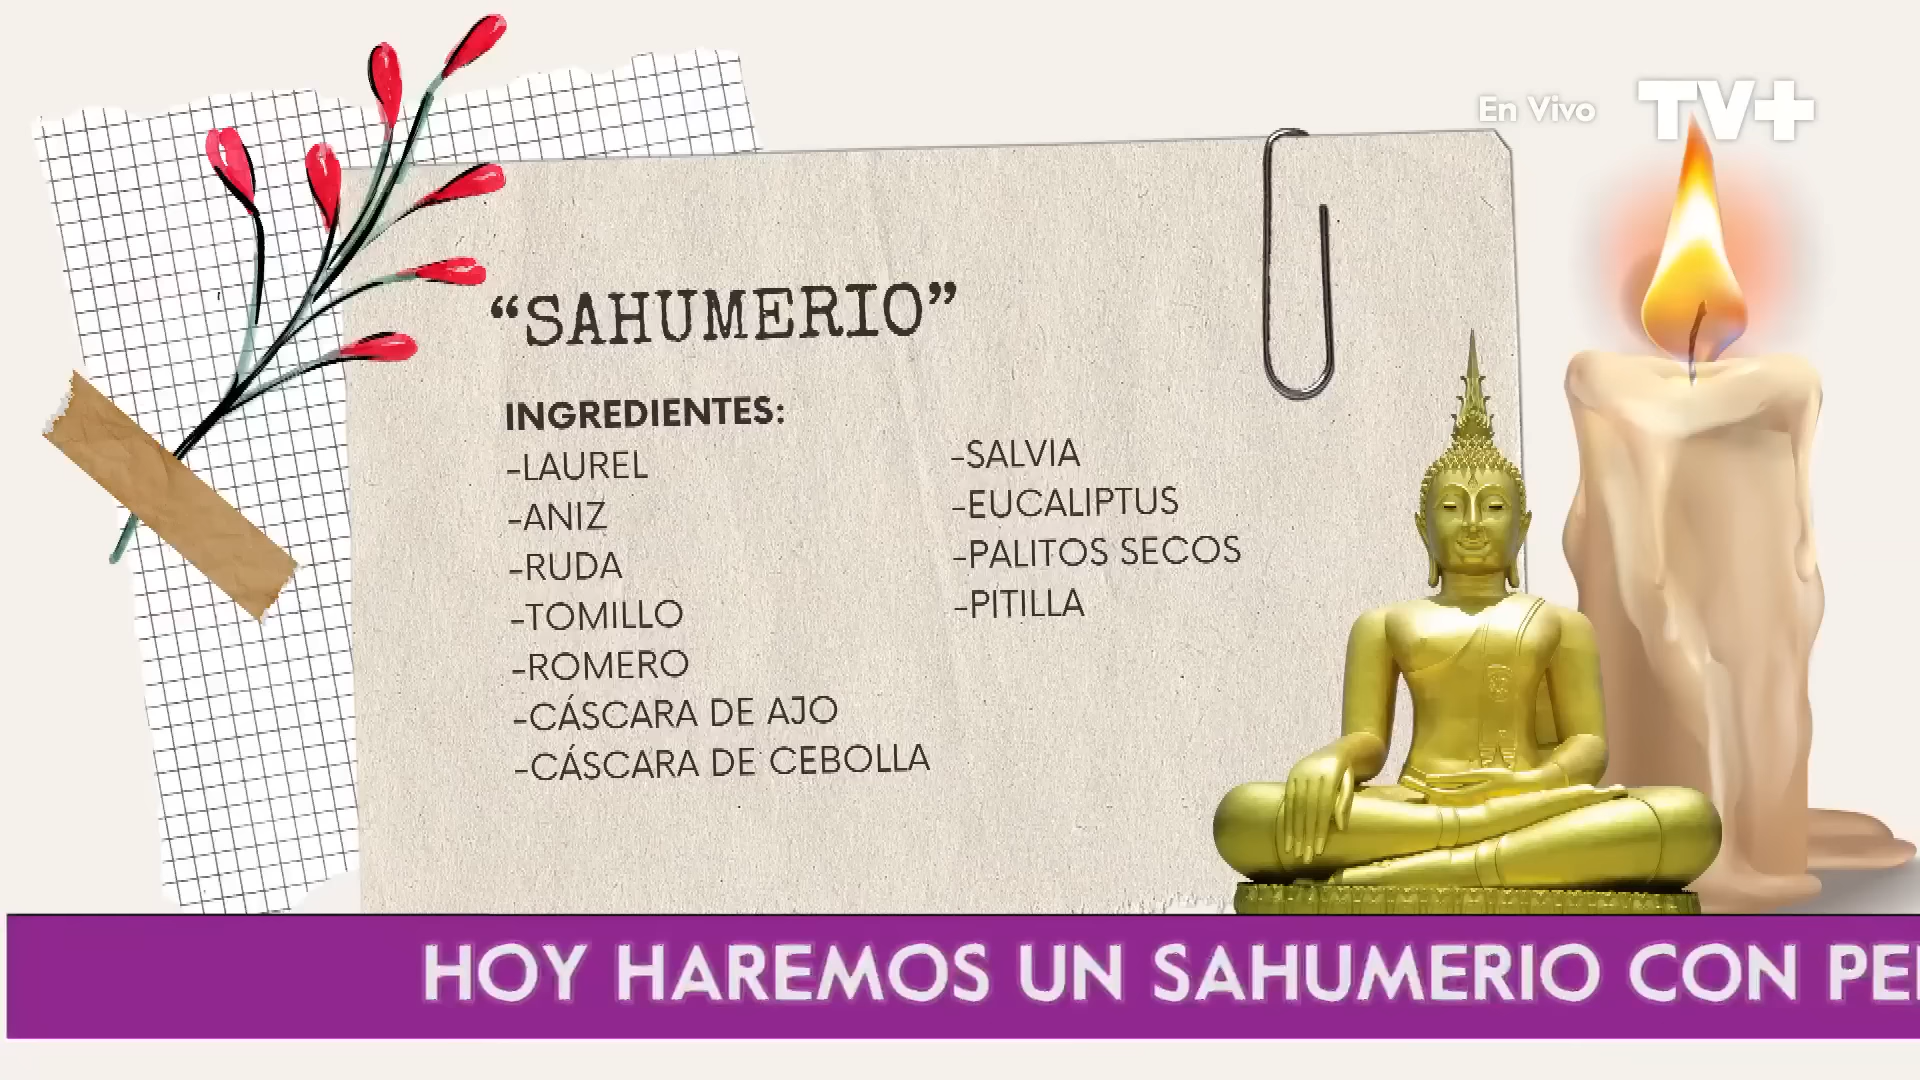 En Vivo TV+
“SAHUMERIO”
INGREDIENTES:
-LAUREL
-ANIZ
-RUDA
-TOMILLO
-ROMERO
-CÁSCARA DE AJO
-CÁSCARA DE CEBOLLA
-SALVIA
-EUCALIPTUS
-PALITOS SECOS
-PITILLA
HOY HAREMOS UN SAHUMERIO CON